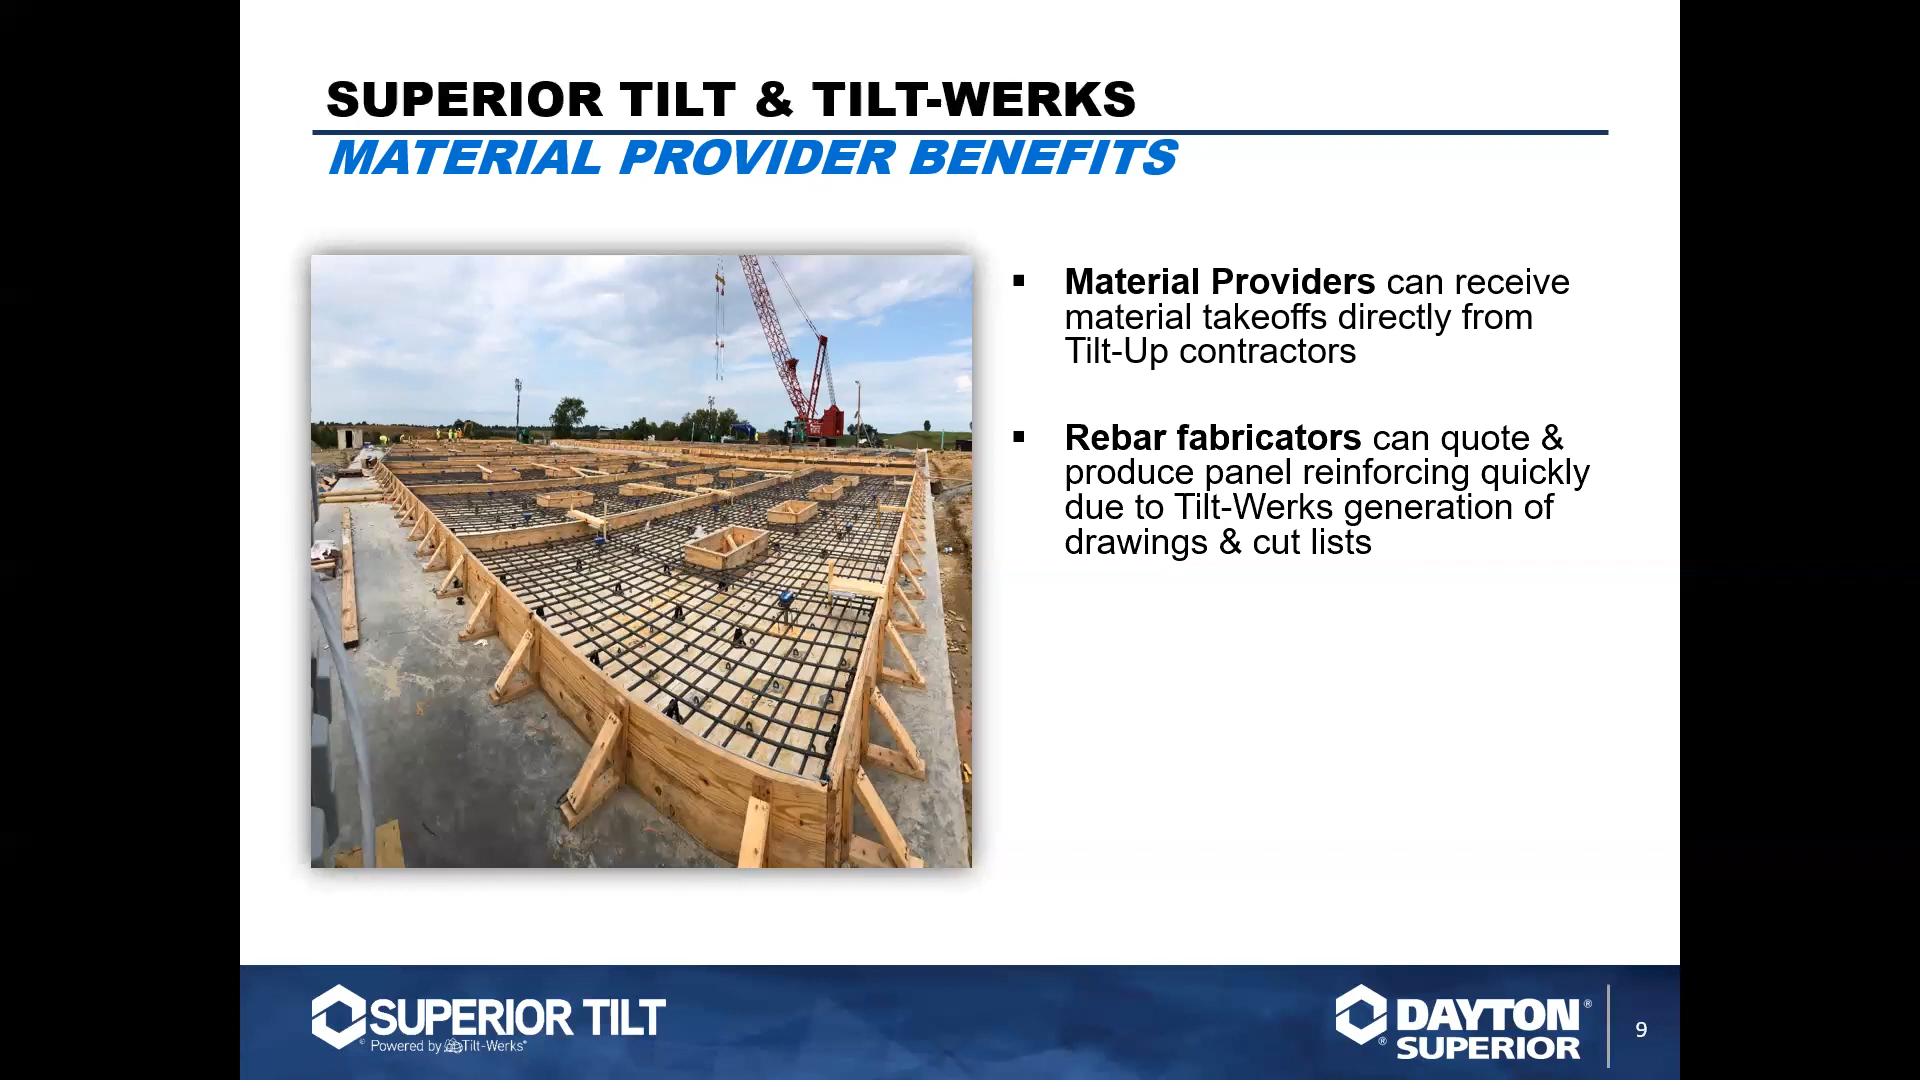 SUPERIOR TILT & TILT-WERKS
MATERIAL PROVIDER BENEFITS
▪ Material Providers can receive
material takeoffs directly from
Tilt-Up contractors
▪ Rebar fabricators can quote &
produce panel reinforcing quickly
due to Tilt-Werks generation of
drawings & cut lists
SUPERIOR TILT
© Powered by Tilt-Werks®
DAYTON®
®SUPERIOR
9